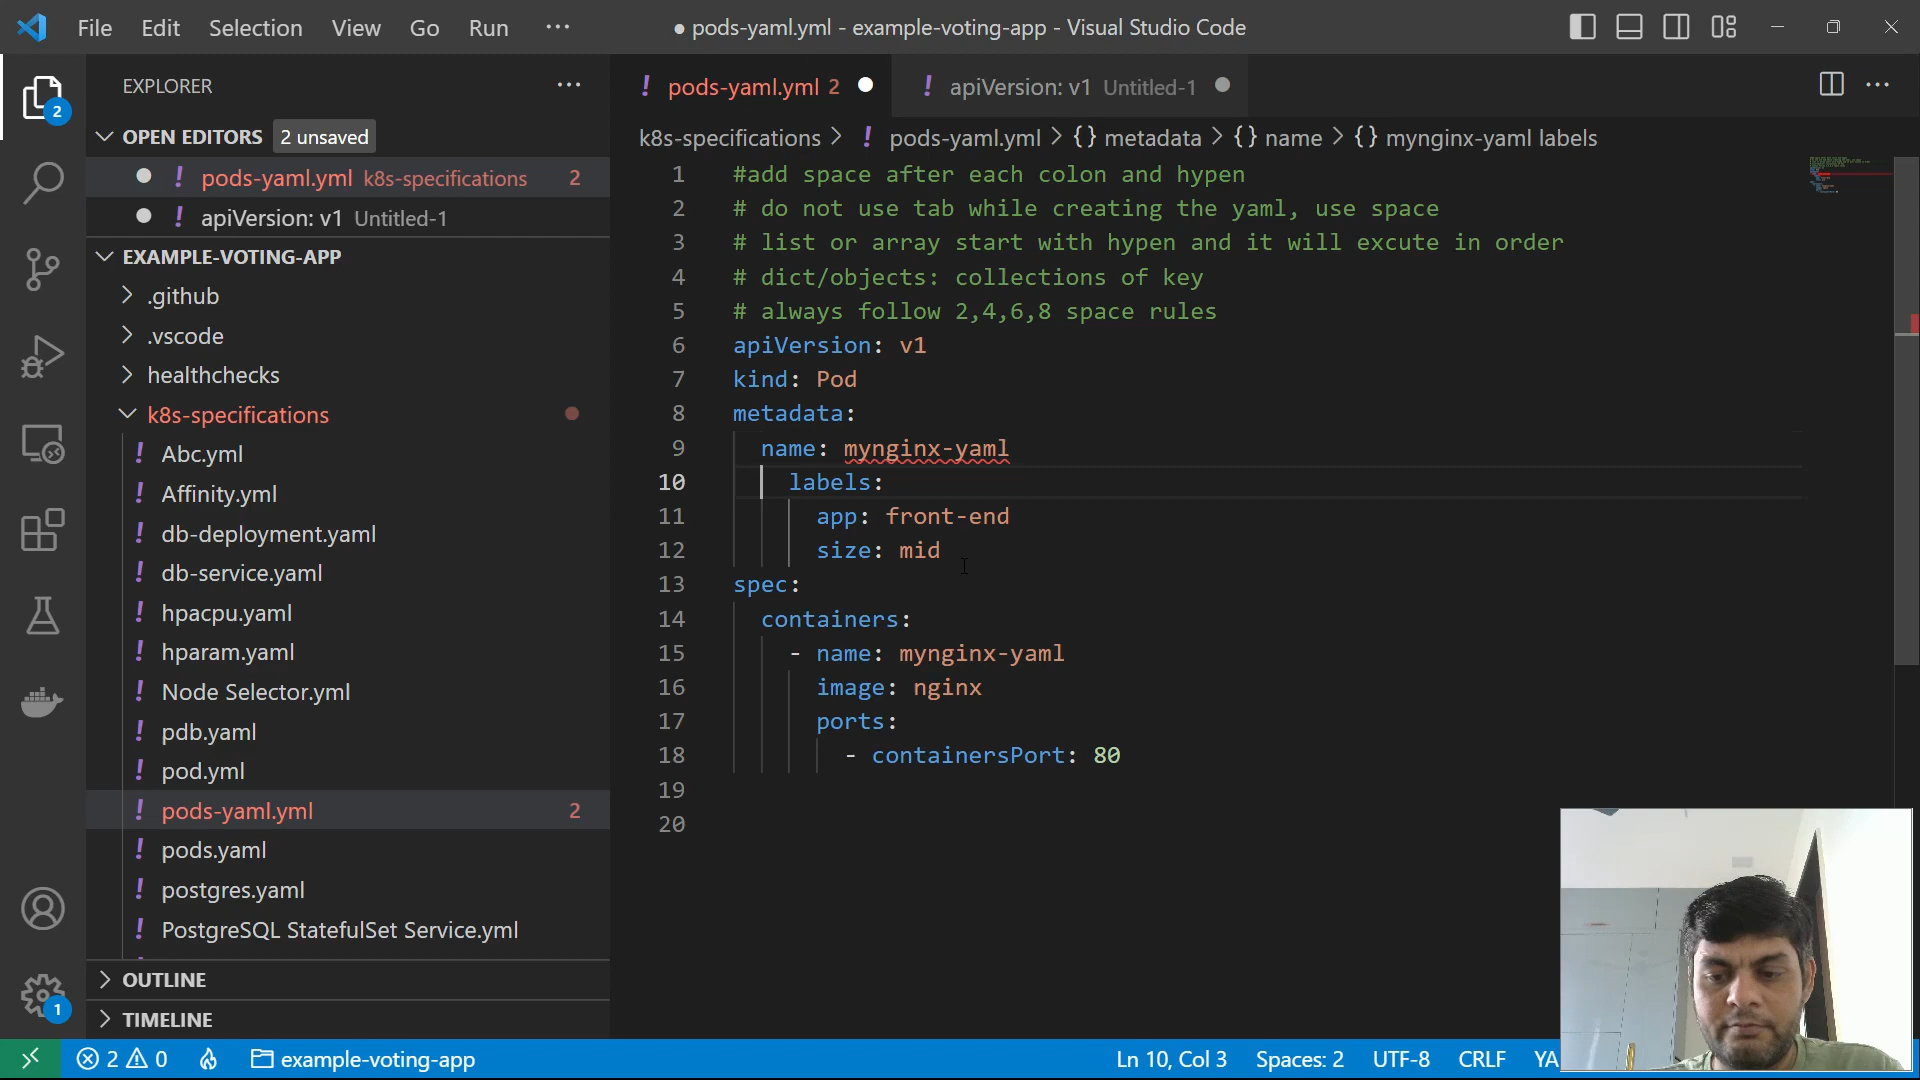 File Edit Selection View Go Run ··· ● pods-yaml.yml - example-voting-app - Visual Studio Code
EXPLORER ···
OPEN EDITORS 2 unsaved
! pods-yaml.yml k8s-specifications 2
! apiVersion: v1 Untitled-1
EXAMPLE-VOTING-APP
.github
.vscode
healthchecks
k8s-specifications
! Abc.yml
! Affinity.yml
! db-deployment.yaml
! db-service.yaml
! hpacpu.yaml
! hparam.yaml
! Node Selector.yml
! pdb.yaml
! pod.yml
! pods-yaml.yml 2
! pods.yaml
! postgres.yaml
! PostgreSQL StatefulSet Service.yml
OUTLINE
TIMELINE
2
1
! pods-yaml.yml 2 ● ! apiVersion: v1 Untitled-1 ●
k8s-specifications > ! pods-yaml.yml > {} metadata > {} name > {} mynginx-yaml labels
1 #add space after each colon and hypen
2 # do not use tab while creating the yaml, use space
3 # list or array start with hypen and it will excute in order
4 # dict/objects: collections of key
5 # always follow 2,4,6,8 space rules
6 apiVersion: v1
7 kind: Pod
8 metadata:
9   name: mynginx-yaml
10     labels:
11       app: front-end
12       size: mid
13 spec:
14   containers:
15     - name: mynginx-yaml
16       image: nginx
17       ports:
18         - containersPort: 80
19
20
2 0 example-voting-app Ln 10, Col 3 Spaces: 2 UTF-8 CRLF YA